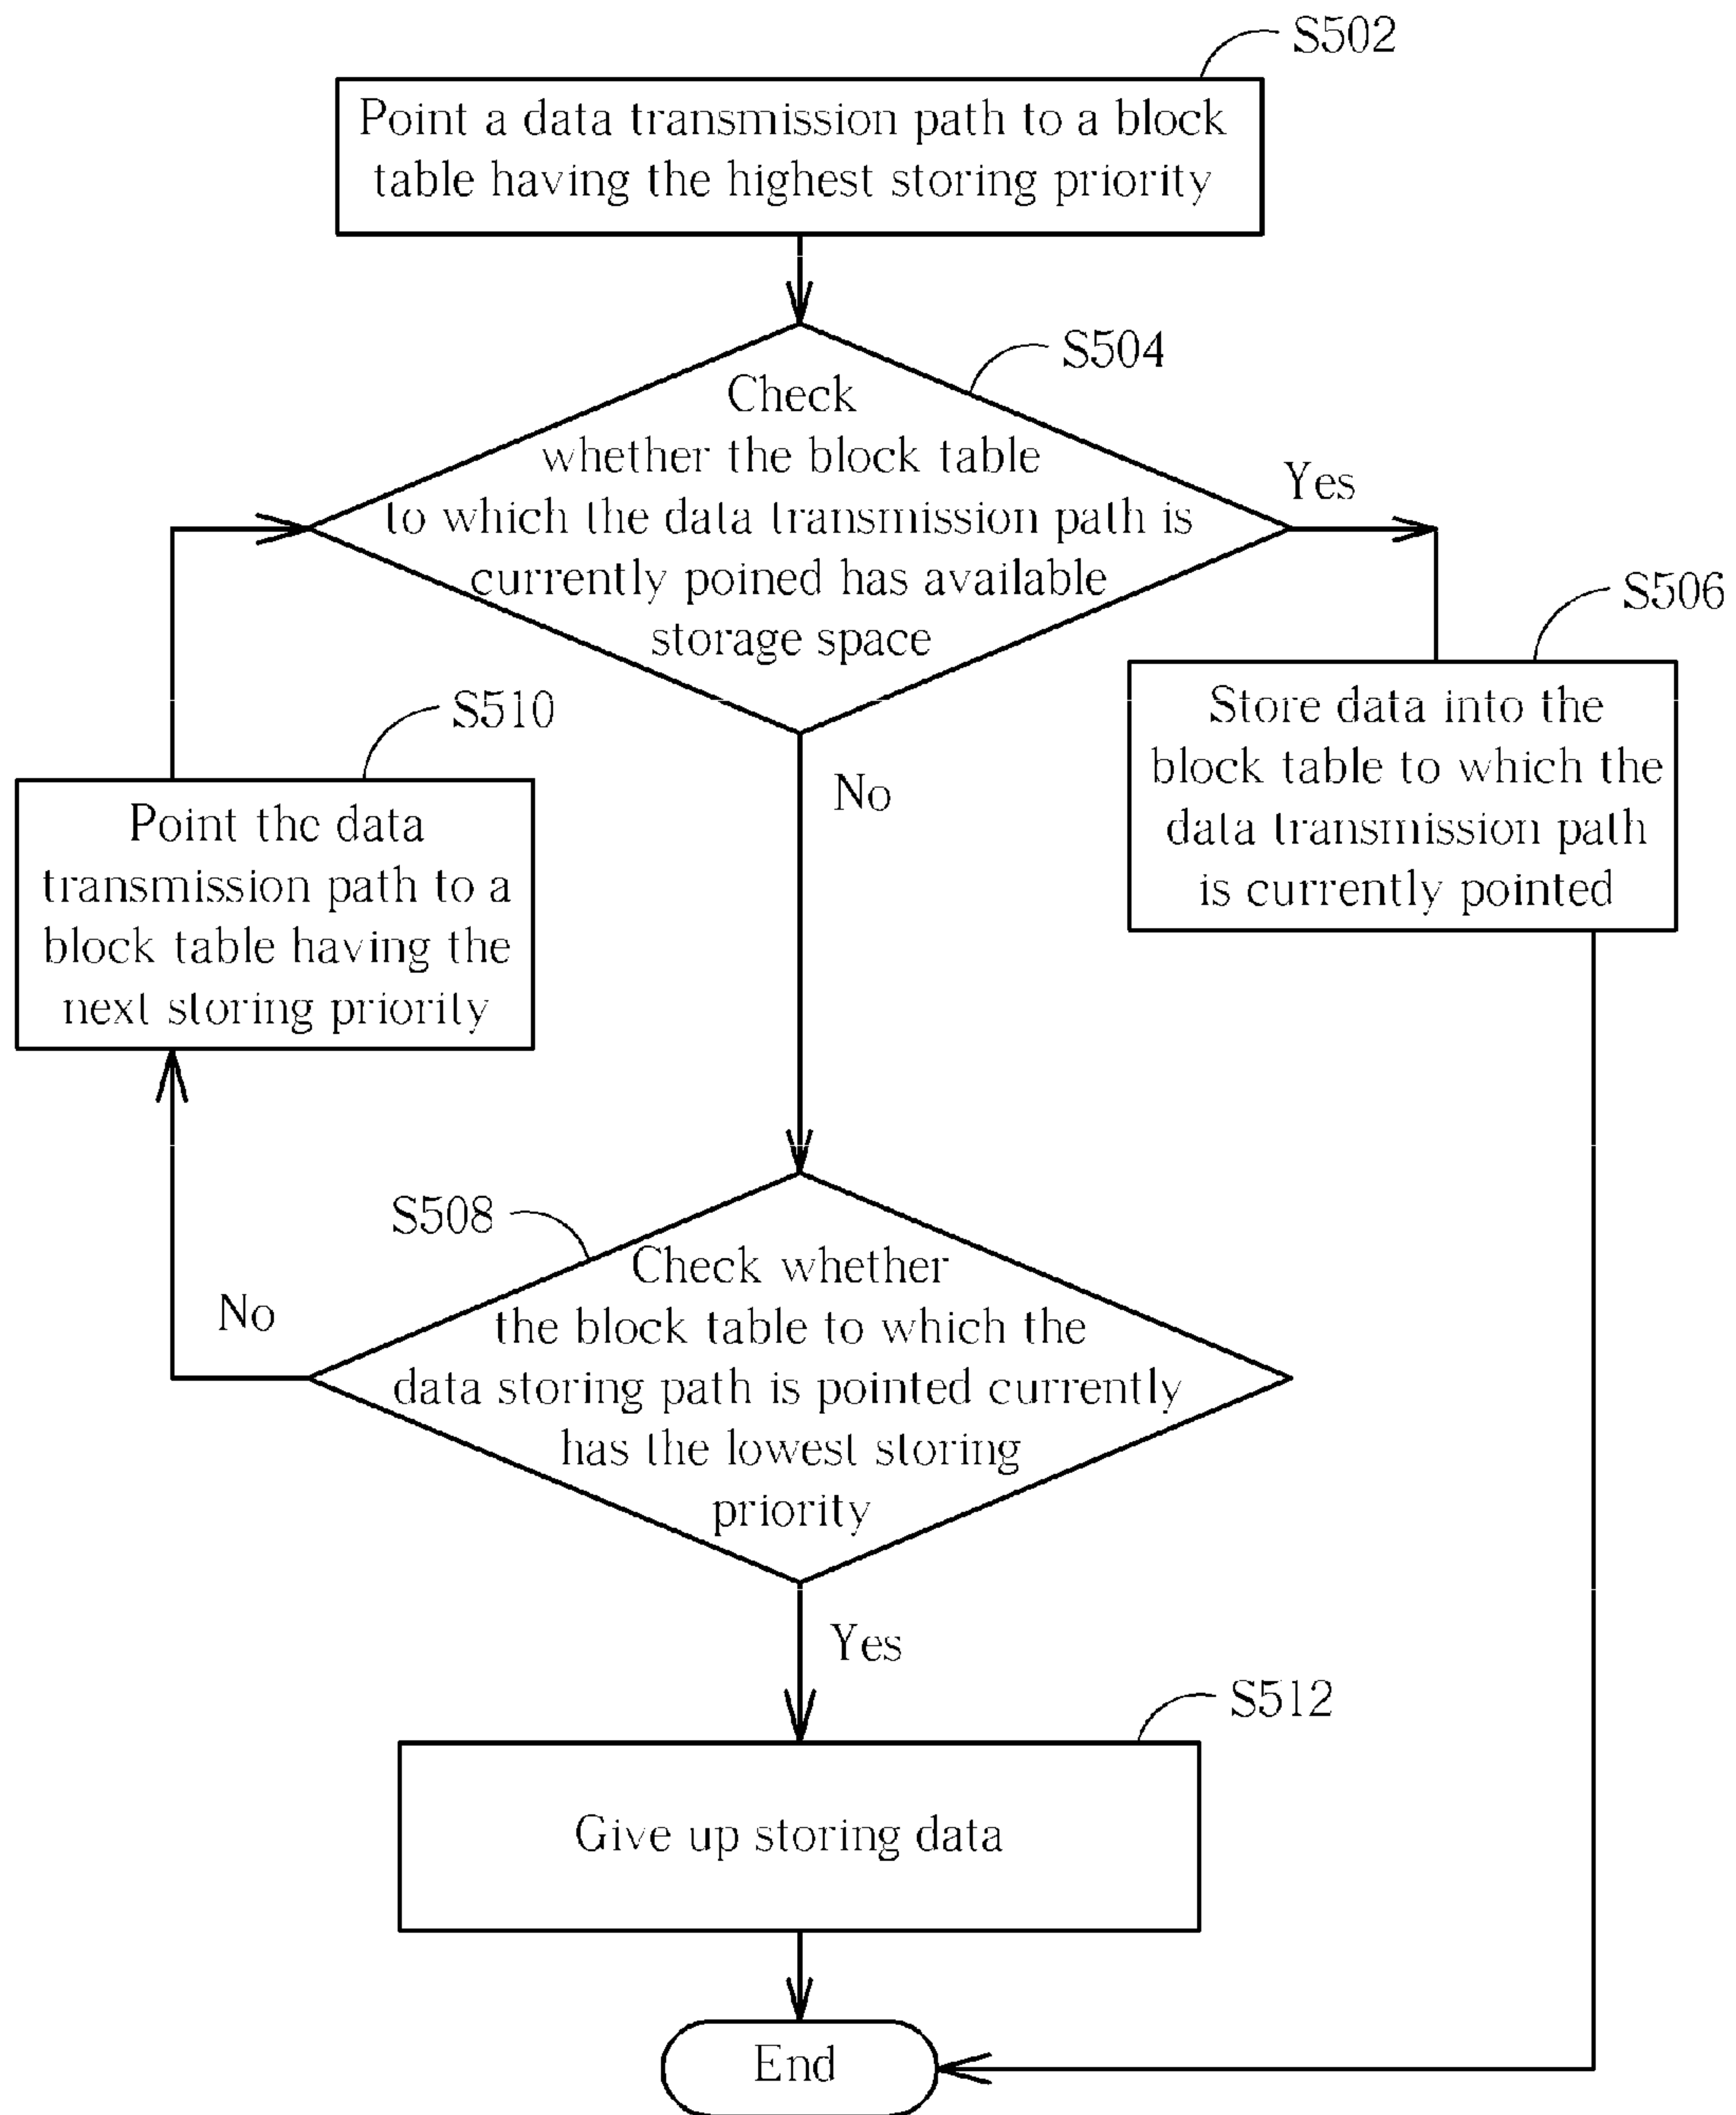 S502
Point a data transmission path to a block
table having the highest storing priority
S504
Check
whether the block table
to which the data transmission path is
currently poined has available
storage space
Yes
S506
Store data into the
block table to which the
data transmission path
is currently pointed
No
S510
Point the data
transmission path to a
block table having the
next storing priority
S508
Check whether
the block table to which the
data storing path is pointed currently
has the lowest storing
priority
No
Yes
S512
Give up storing data
End